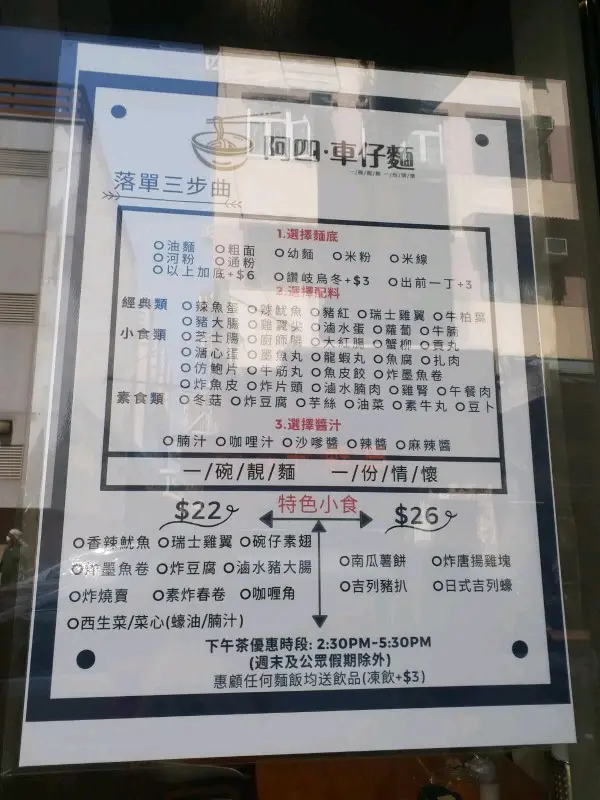 阿四·車仔麵
一/碗/靚/麵 一/份/情/懷
落單三步曲
1.選擇麵底
油麵 粗面 幼麵 米粉 米線
河粉 通粉
以上加底+$6 讚岐烏冬+$3 出前一丁+3
2.選擇配料
經典類 辣魚蛋 辣魷魚 豬紅 瑞士雞翼 牛柏葉
豬大腸 雞翼尖 滷水蛋 蘿蔔 牛腩
小食類 芝士腸 廚師腸 大紅腸 蟹柳 貢丸
溏心蛋 墨魚丸 龍蝦丸 魚腐 扎肉
仿鮑片 牛筋丸 魚皮餃 炸墨魚卷
炸魚皮 炸片頭 滷水腩肉 雞腎 午餐肉
素食類 冬菇 炸豆腐 芋絲 油菜 素牛丸 豆卜
3.選擇醬汁
腩汁 咖哩汁 沙嗲醬 辣醬 麻辣醬
一/碗/靚/麵 一/份/情/懷
$22 特色小食 $26
香辣魷魚 瑞士雞翼 碗仔素翅
炸墨魚卷 炸豆腐 滷水豬大腸
炸燒賣 素炸春卷 咖喱角
西生菜/菜心(蠔油/腩汁)
南瓜薯餅 炸唐揚雞塊
吉列豬扒 日式吉列蠔
下午茶優惠時段: 2:30PM-5:30PM
(週末及公眾假期除外)
惠顧任何麵飯均送飲品(凍飲+$3)